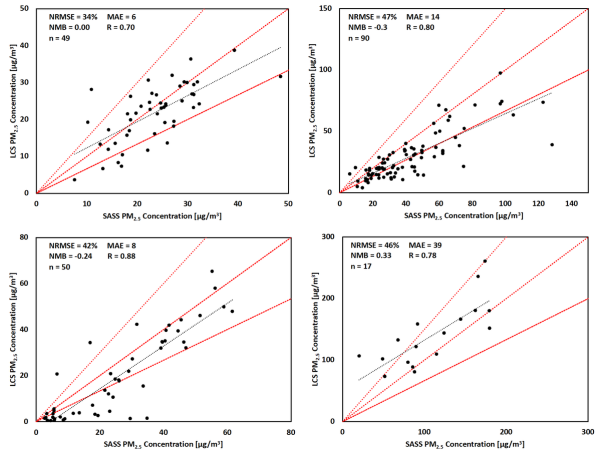 NRMSE = 34% MAE = 6
NMB = 0.00 R = 0.70
n = 49
50
40
30
20
10
0
0 10 20 30 40 50
LCS PM2.5 Concentration [μg/m³]
SASS PM2.5 Concentration [μg/m³]
NRMSE = 47% MAE = 14
NMB = -0.3 R = 0.80
n = 90
150
100
50
0
0 50 100 150
LCS PM2.5 Concentration [μg/m³]
SASS PM2.5 Concentration [μg/m³]
NRMSE = 42% MAE = 8
NMB = -0.24 R = 0.88
n = 50
80
60
40
20
0
0 20 40 60 80
LCS PM2.5 Concentration [μg/m³]
SASS PM2.5 Concentration [μg/m³]
NRMSE = 46% MAE = 39
NMB = 0.33 R = 0.78
n = 17
300
200
100
0
0 100 200 300
LCS PM2.5 Concentration [μg/m³]
SASS PM2.5 Concentration [μg/m³]